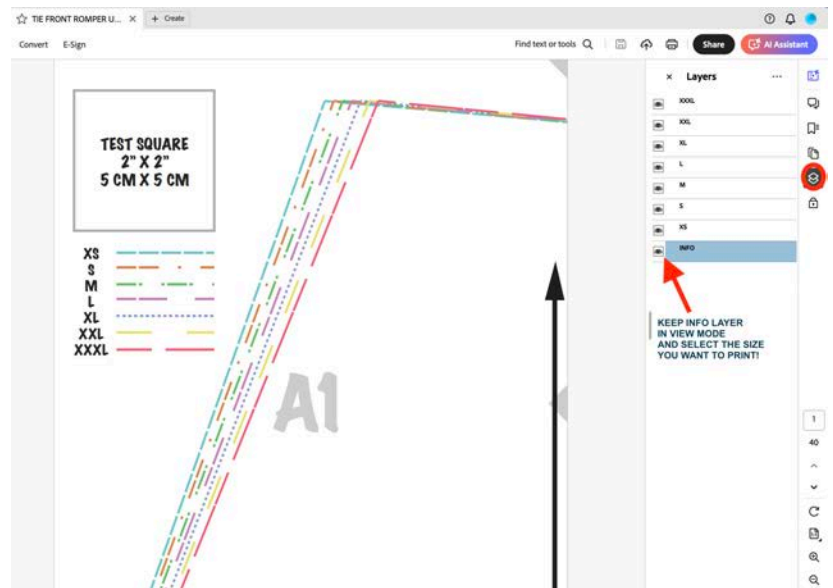 TIE FRONT ROMPER U...
+ Create
Convert
E-Sign
Find text or tools
Share
AI Assistant
TEST SQUARE
2" X 2"
5 CM X 5 CM
XS
S
M
L
XL
XXL
XXXL
A1
Layers
XXXL
XXL
XL
L
M
S
XS
INFO
KEEP INFO LAYER
IN VIEW MODE
AND SELECT THE SIZE
YOU WANT TO PRINT!
1
40